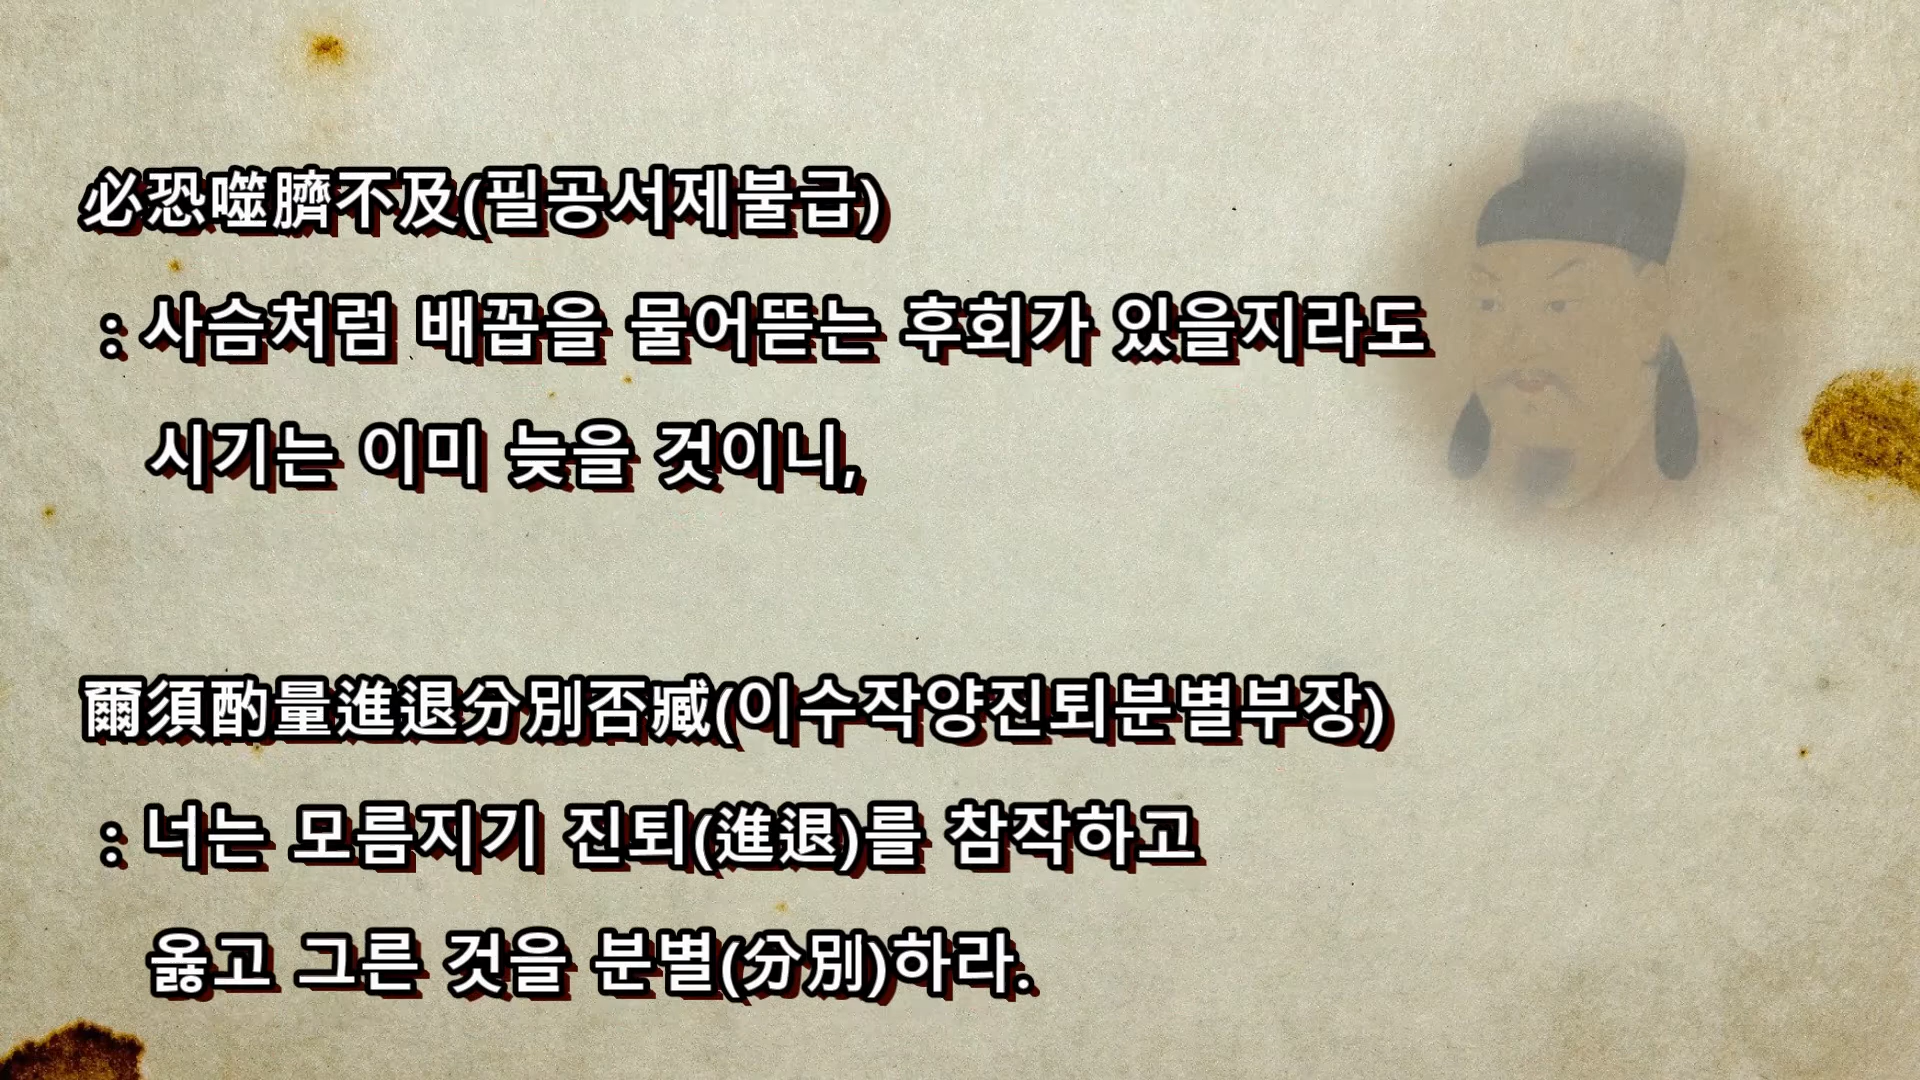 必恐噬臍不及(필공서제불급)
: 사슴처럼 배꼽을 물어뜯는 후회가 있을지라도
시기는 이미 늦을 것이니,
爾須酌量進退分別否臧(이수작양진퇴분별부장)
: 너는 모름지기 진퇴(進退)를 참작하고
옳고 그른 것을 분별(分別)하라.